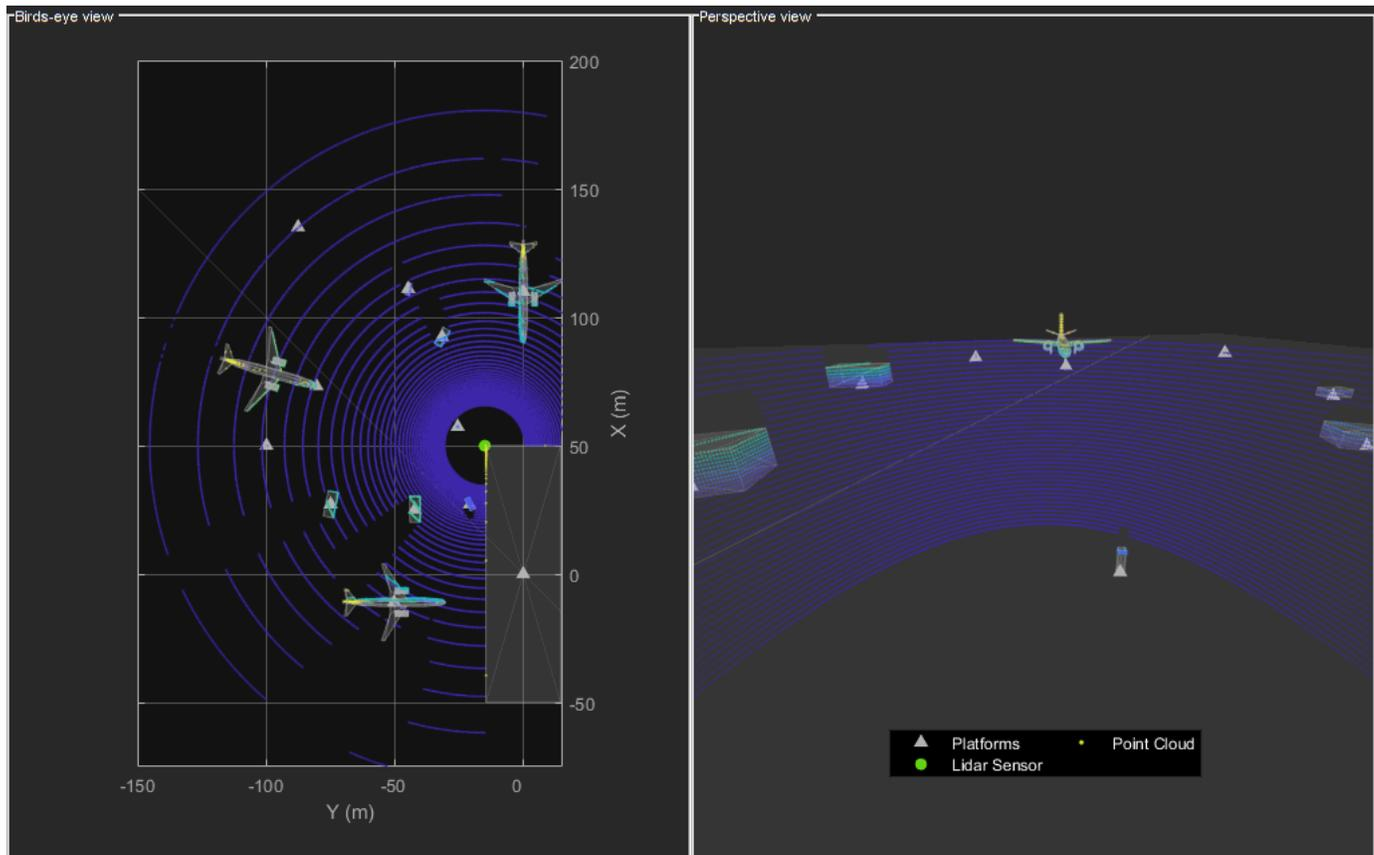 Birds-eye view
200
150
100
50
0
-50
X (m)
-150
-100
-50
0
Y (m)
Perspective view
Platforms
Point Cloud
Lidar Sensor